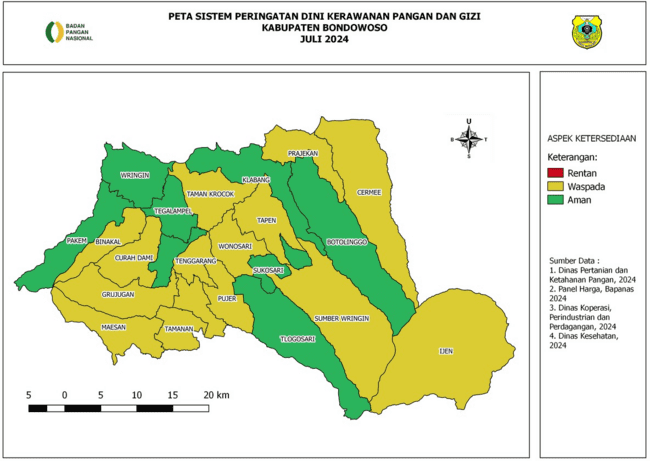 PETA SISTEM PERINGATAN DINI KERAWANAN PANGAN DAN GIZI
KABUPATEN BONDOWOSO
JULI 2024
BADAN
PANGAN
NASIONAL
U
B
T
S
PRAJEKAN
WRINGIN
KLABANG
CERMEE
TAMAN KROCOK
TEGALAMPEL
TAPEN
PAKEM
BINAKAL
BOTOLINGGO
WONOSARI
CURAH DAMI
TENGGARANG
SUKOSARI
GRUJUGAN
PUJER
SUMBER WRINGIN
MAESAN
TAMANAN
TLOGOSARI
IJEN
5 0 5 10 15 20 km
ASPEK KETERSEDIAAN
Keterangan:
Rentan
Waspada
Aman
Sumber Data :
1. Dinas Pertanian dan
Ketahanan Pangan, 2024
2. Panel Harga, Bapanas
2024
3. Dinas Koperasi,
Perindustrian dan
Perdagangan, 2024
4. Dinas Kesehatan,
2024